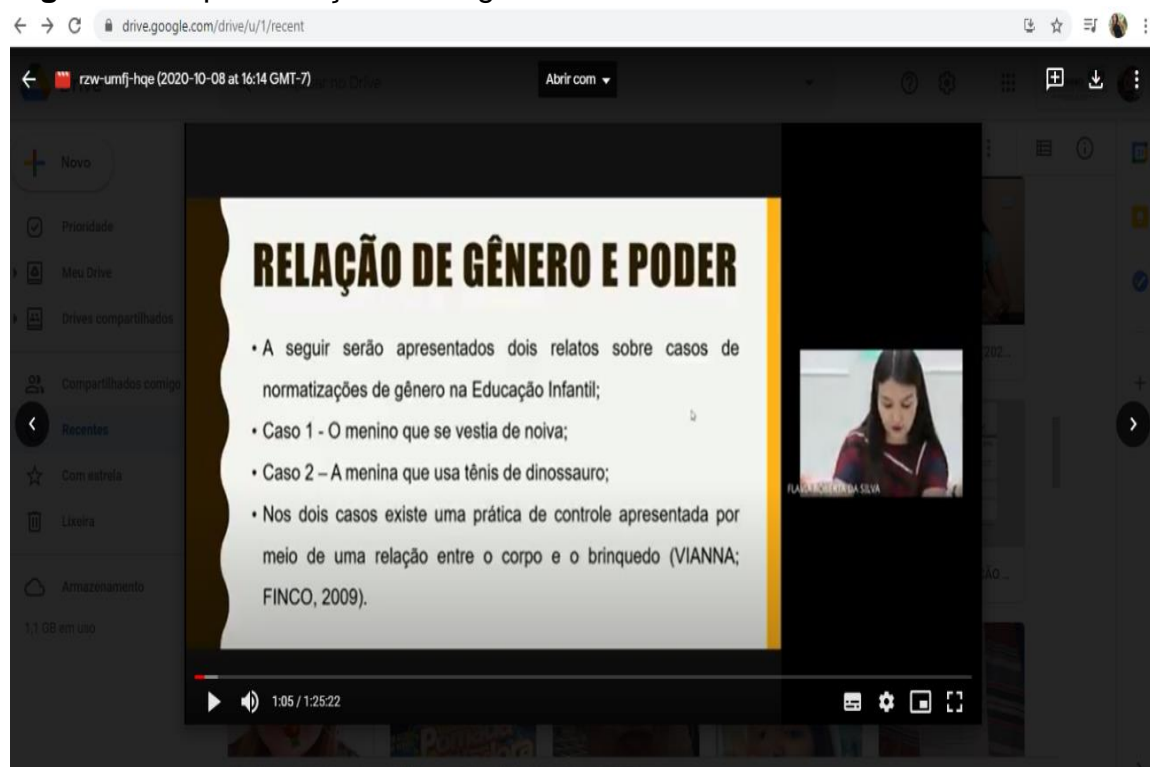 drive.google.com/drive/u/1/recent
rzw-umfj-hqe (2020-10-08 at 16:14 GMT-7)
Abrir com
Novo
Prioridade
Meu Drive
Drives compartilhados
Compartilhados comigo
Recentes
Com estrela
Lixeira
Armazenamento
1,1 GB em uso
RELAÇÃO DE GÊNERO E PODER
• A seguir serão apresentados dois relatos sobre casos de
normatizações de gênero na Educação Infantil;
• Caso 1 - O menino que se vestia de noiva;
• Caso 2 – A menina que usa tênis de dinossauro;
• Nos dois casos existe uma prática de controle apresentada por
meio de uma relação entre o corpo e o brinquedo (VIANNA;
FINCO, 2009).
DA SILVA
1:05 / 1:25:22